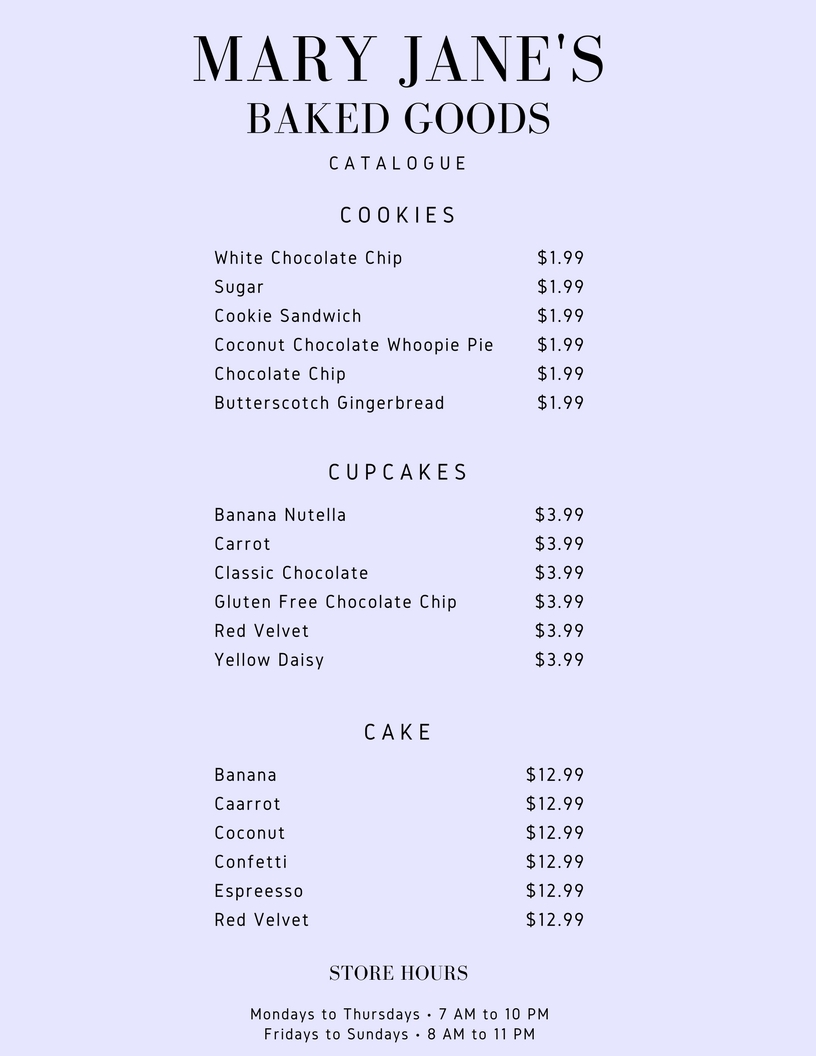 MARY JANE'S
BAKED GOODS
CATALOGUE
COOKIES
White Chocolate Chip $1.99
Sugar $1.99
Cookie Sandwich $1.99
Coconut Chocolate Whoopie Pie $1.99
Chocolate Chip $1.99
Butterscotch Gingerbread $1.99
CUPCAKES
Banana Nutella $3.99
Carrot $3.99
Classic Chocolate $3.99
Gluten Free Chocolate Chip $3.99
Red Velvet $3.99
Yellow Daisy $3.99
CAKE
Banana $12.99
Caarrot $12.99
Coconut $12.99
Confetti $12.99
Espreesso $12.99
Red Velvet $12.99
STORE HOURS
Mondays to Thursdays • 7 AM to 10 PM
Fridays to Sundays • 8 AM to 11 PM